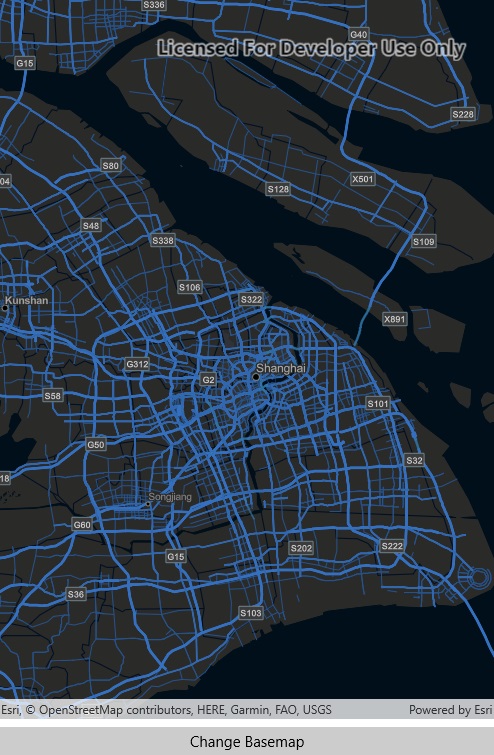 S336
Licensed For Developer Use Only
G40
G15
S228
S80
04
X501
S128
S48
S338
S109
S106
S322
Kunshan
X891
G312
Shanghai
G2
S58
S101
G50
S32
18
Songjiang
G60
S202
S222
G15
S36
S103
Esri, © OpenStreetMap contributors, HERE, Garmin, FAO, USGS
Powered by Esri
Change Basemap